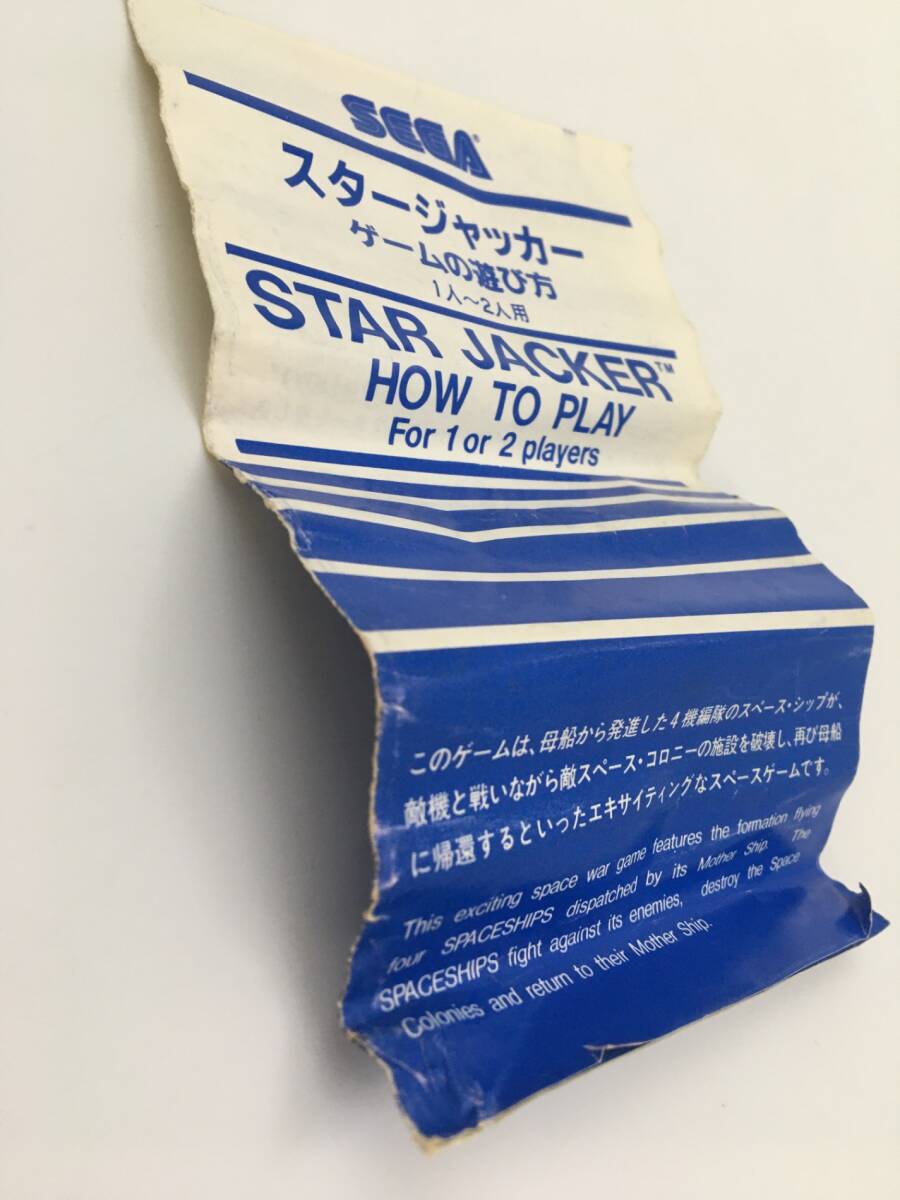 SEGA®
スタージャッカー
ゲームの遊び方
1人～2人用
STAR JACKER™
HOW TO PLAY
For 1 or 2 players
このゲームは、母船から発進した4機編隊のスペース・シップが、
敵機と戦いながら敵スペース・コロニーの施設を破壊し、再び母船
に帰還するといったエキサイティングなスペースゲームです。
This exciting space war game features the formation flying
four SPACESHIPS dispatched by its Mother Ship. The
SPACESHIPS fight against its enemies, destroy the Space
Colonies and return to their Mother Ship.